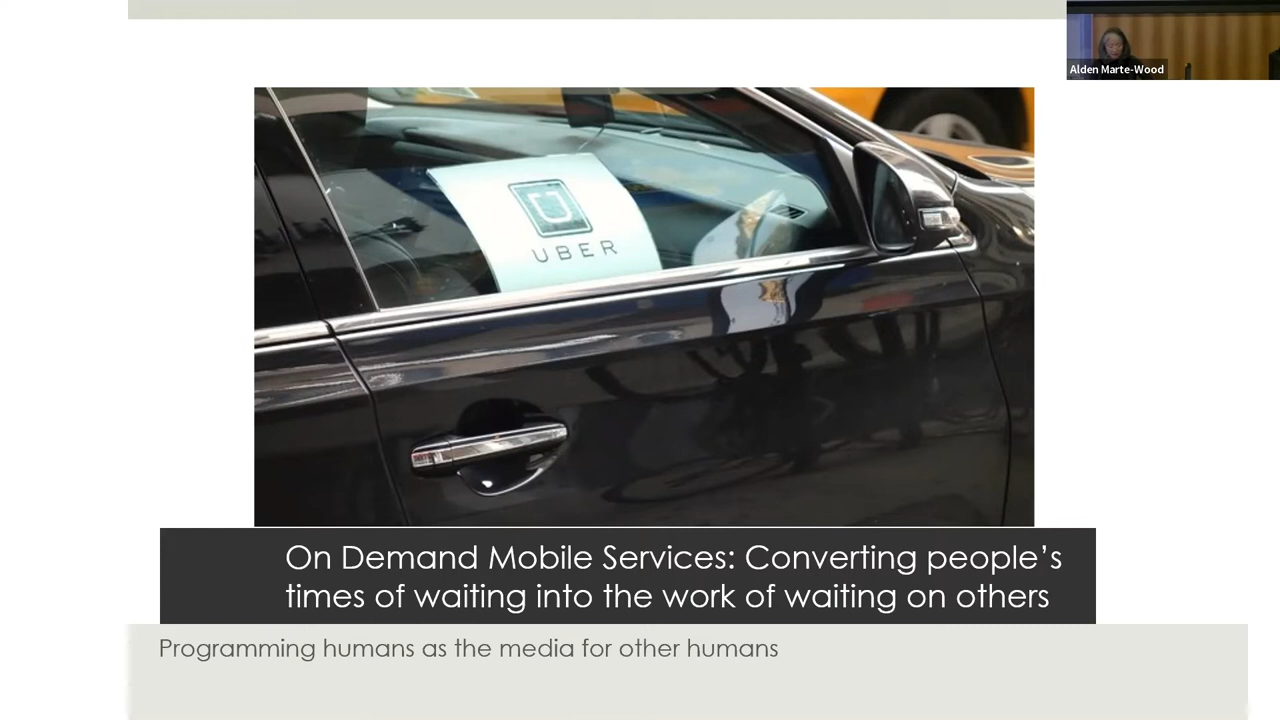 Alden Marte-Wood
U
UBER
On Demand Mobile Services: Converting people's
times of waiting into the work of waiting on others
Programming humans as the media for other humans